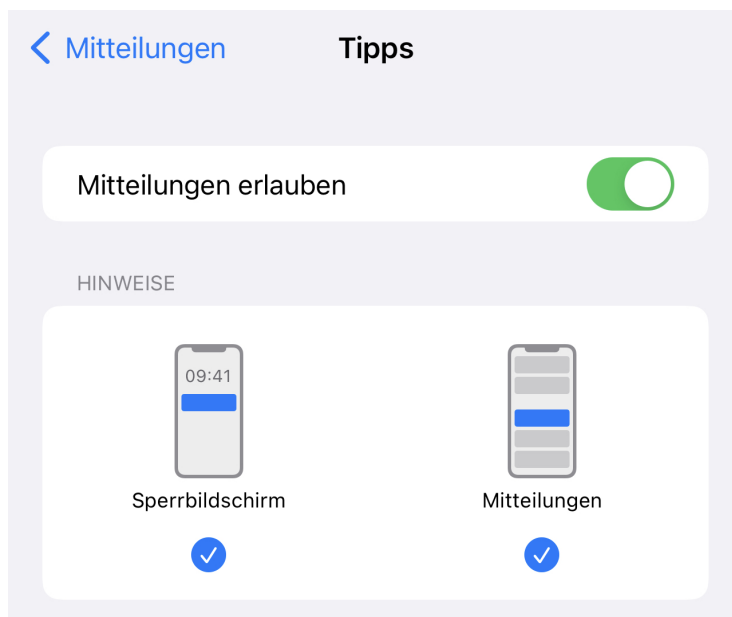 Mitteilungen Tipps
Mitteilungen erlauben
HINWEISE
09:41
Sperrbildschirm Mitteilungen